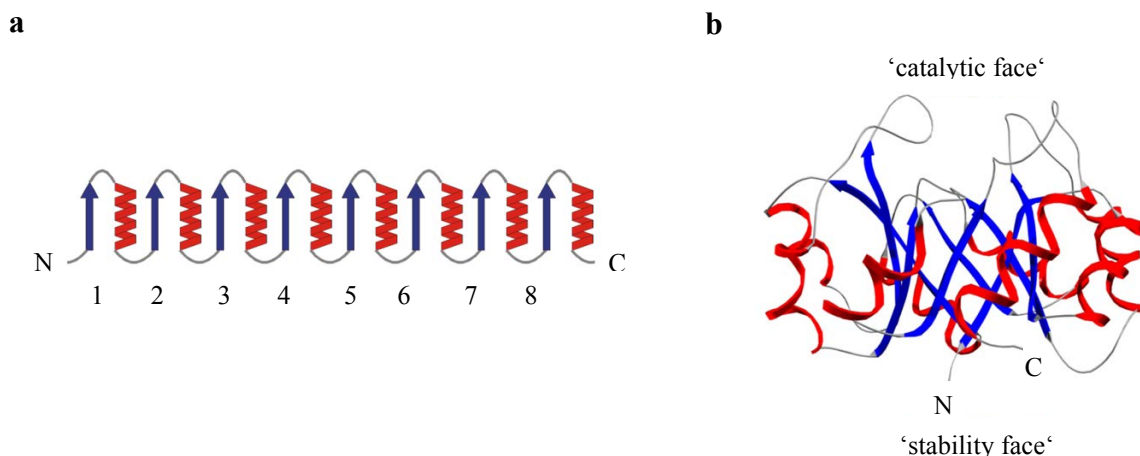 a
N
C
1 2 3 4 5 6 7 8
b
‘catalytic face‘
C
N
‘stability face‘